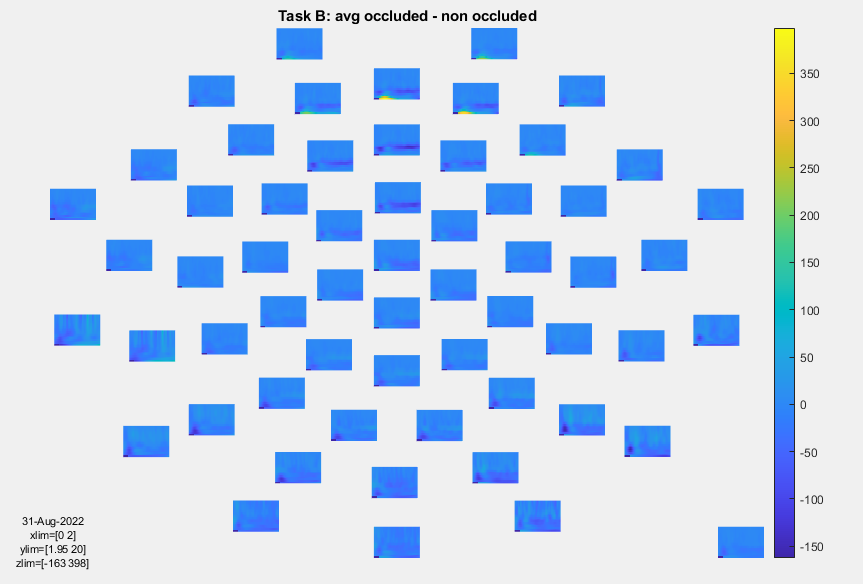 Task B: avg occluded - non occluded
350
300
250
200
150
100
50
0
-50
-100
-150
31-Aug-2022
xlim=[0 2]
ylim=[1.95 20]
zlim=[-163 398]